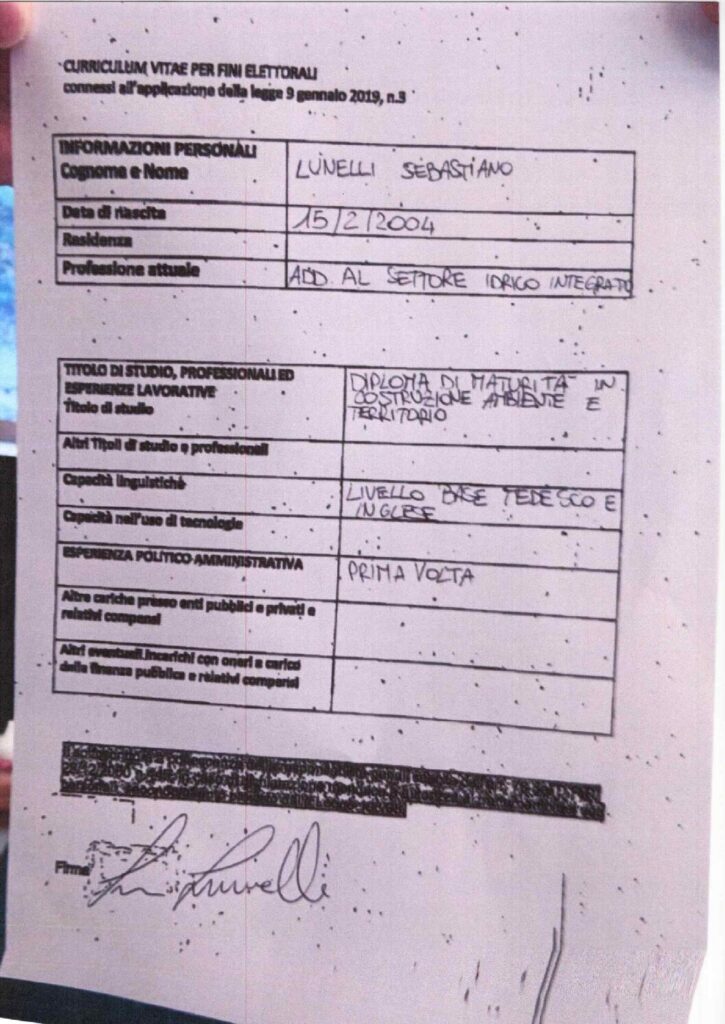 CURRICULUM VITAE PER FINI ELETTORALI
connessi all'applicazione della legge 9 gennaio 2019, n.3
INFORMAZIONI PERSONALI
Cognome e Nome
LUNELLI SEBASTIANO
Data di nascita
15/2/2004
Residenza
Professione attuale
ADD. AL SETTORE IDRICO INTEGRATO
TITOLO DI STUDIO, PROFESSIONALI ED
ESPERIENZE LAVORATIVE
Titolo di studio
DIPLOMA DI MATURITA' IN
COSTRUZIONE AMBIENTE E
TERRITORIO
Altri Titoli di studio e professionali
Capacità linguistiche
LIVELLO BASE TEDESCO E
INGLESE
Capacità nell'uso di tecnologie
ESPERIENZA POLITICO AMMINISTRATIVA
PRIMA VOLTA
Altre cariche presso enti pubblici e privati e
relativi compensi
Altri eventuali incarichi con oneri a carico
della finanza pubblica e relativi compensi
Firma
Lunelli